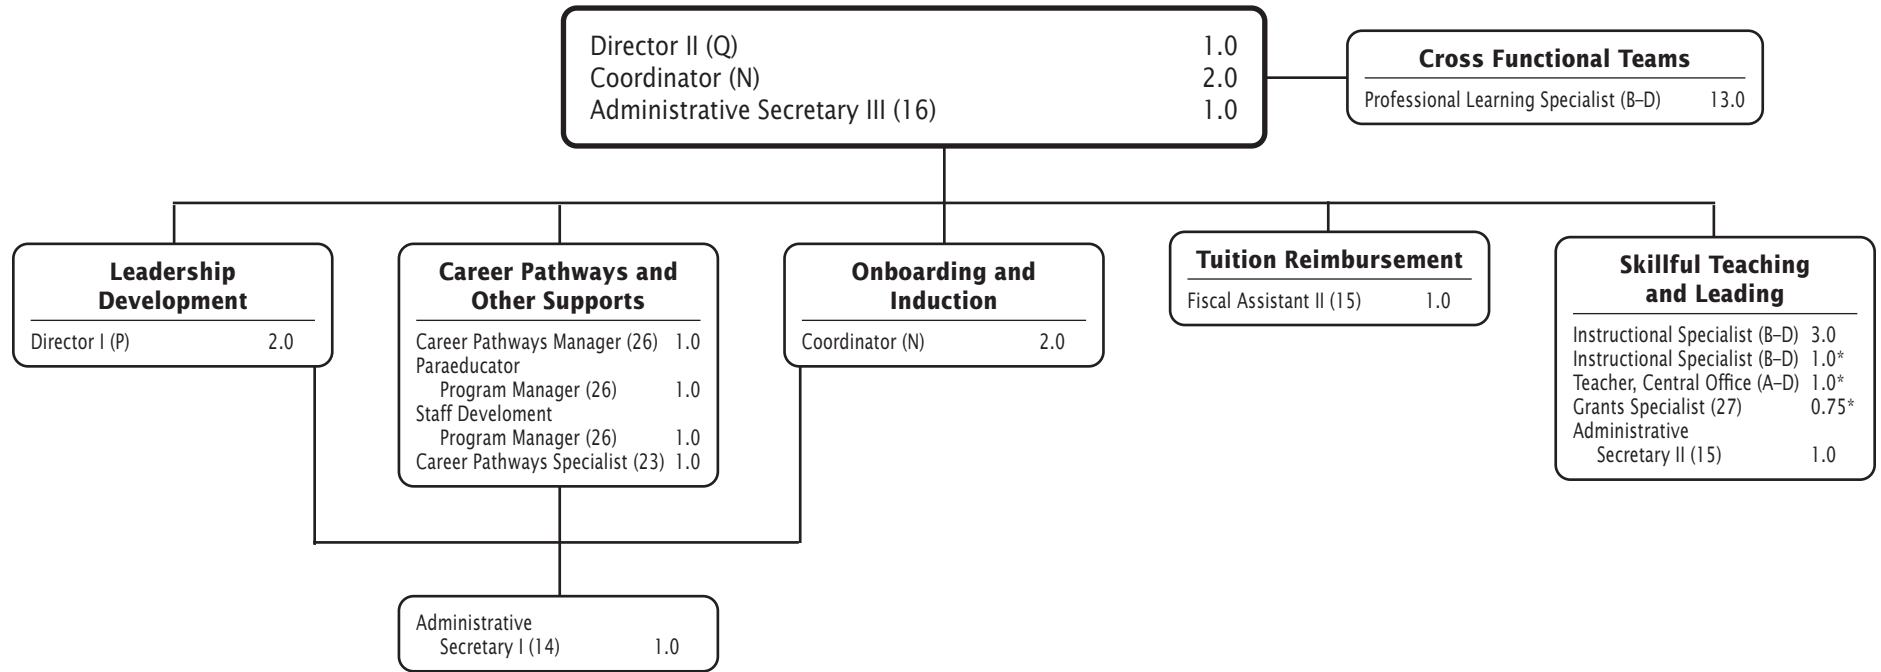 Director II (Q) 1.0
Coordinator (N) 2.0
Administrative Secretary III (16) 1.0
Cross Functional Teams
Professional Learning Specialist (B–D) 13.0
Leadership
Development
Director I (P) 2.0
Career Pathways and
Other Supports
Career Pathways Manager (26) 1.0
Paraeducator
Program Manager (26) 1.0
Staff Develoment
Program Manager (26) 1.0
Career Pathways Specialist (23) 1.0
Onboarding and
Induction
Coordinator (N) 2.0
Tuition Reimbursement
Fiscal Assistant II (15) 1.0
Skillful Teaching
and Leading
Instructional Specialist (B–D) 3.0
Instructional Specialist (B–D) 1.0*
Teacher, Central Office (A–D) 1.0*
Grants Specialist (27) 0.75*
Administrative
Secretary II (15) 1.0
Administrative
Secretary I (14) 1.0